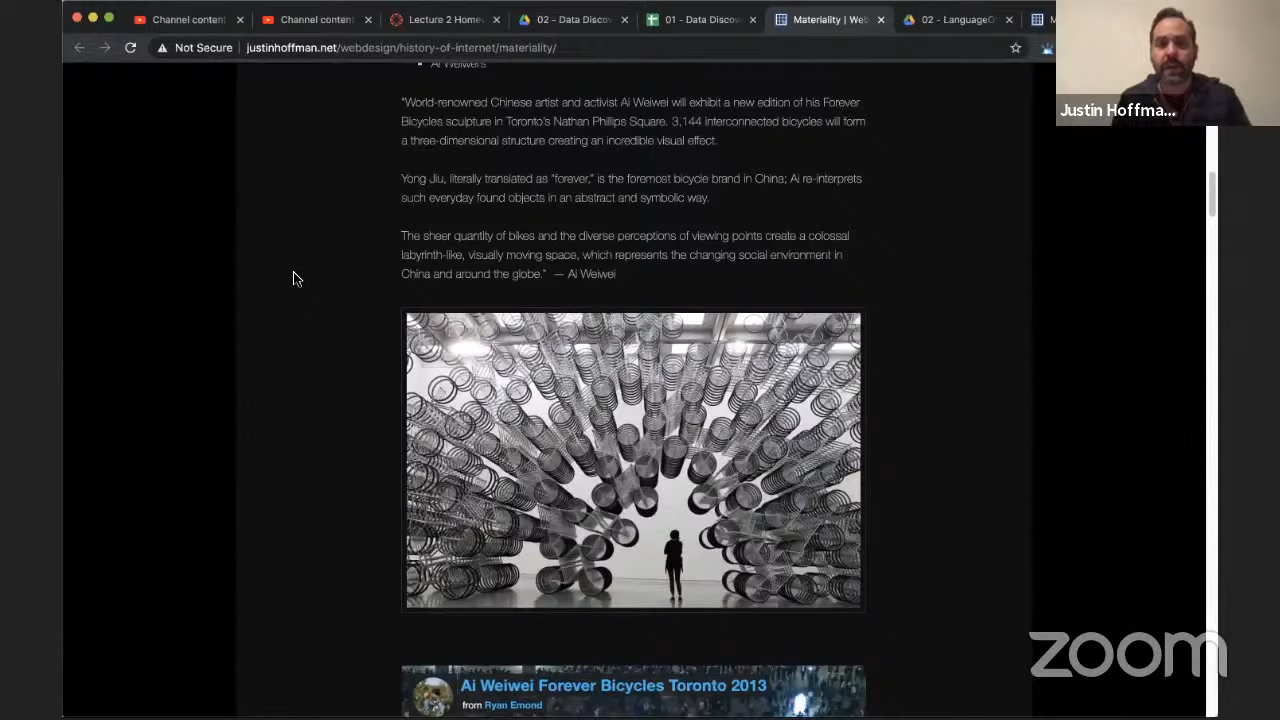 Channel content
Channel content
Lecture 2 Home
02 - Data Disco
01 - Data Disco
Materiality | Web
02 - LanguageO
Not Secure
justinhoffman.net/webdesign/history-of-internet/materiality/
Justin Hoffma...
Ai Weiwei's
“World-renowned Chinese artist and activist Ai Weiwei will exhibit a new edition of his Forever
Bicycles sculpture in Toronto's Nathan Phillips Square. 3,144 interconnected bicycles will form
a three-dimensional structure creating an incredible visual effect.
Yong Jiu, literally translated as “forever,” is the foremost bicycle brand in China; Ai re-interprets
such everyday found objects in an abstract and symbolic way.
The sheer quantity of bikes and the diverse perceptions of viewing points create a colossal
labyrinth-like, visually moving space, which represents the changing social environment in
China and around the globe.” — Ai Weiwei
Ai Weiwei Forever Bicycles Toronto 2013
from Ryan Emond
zoom